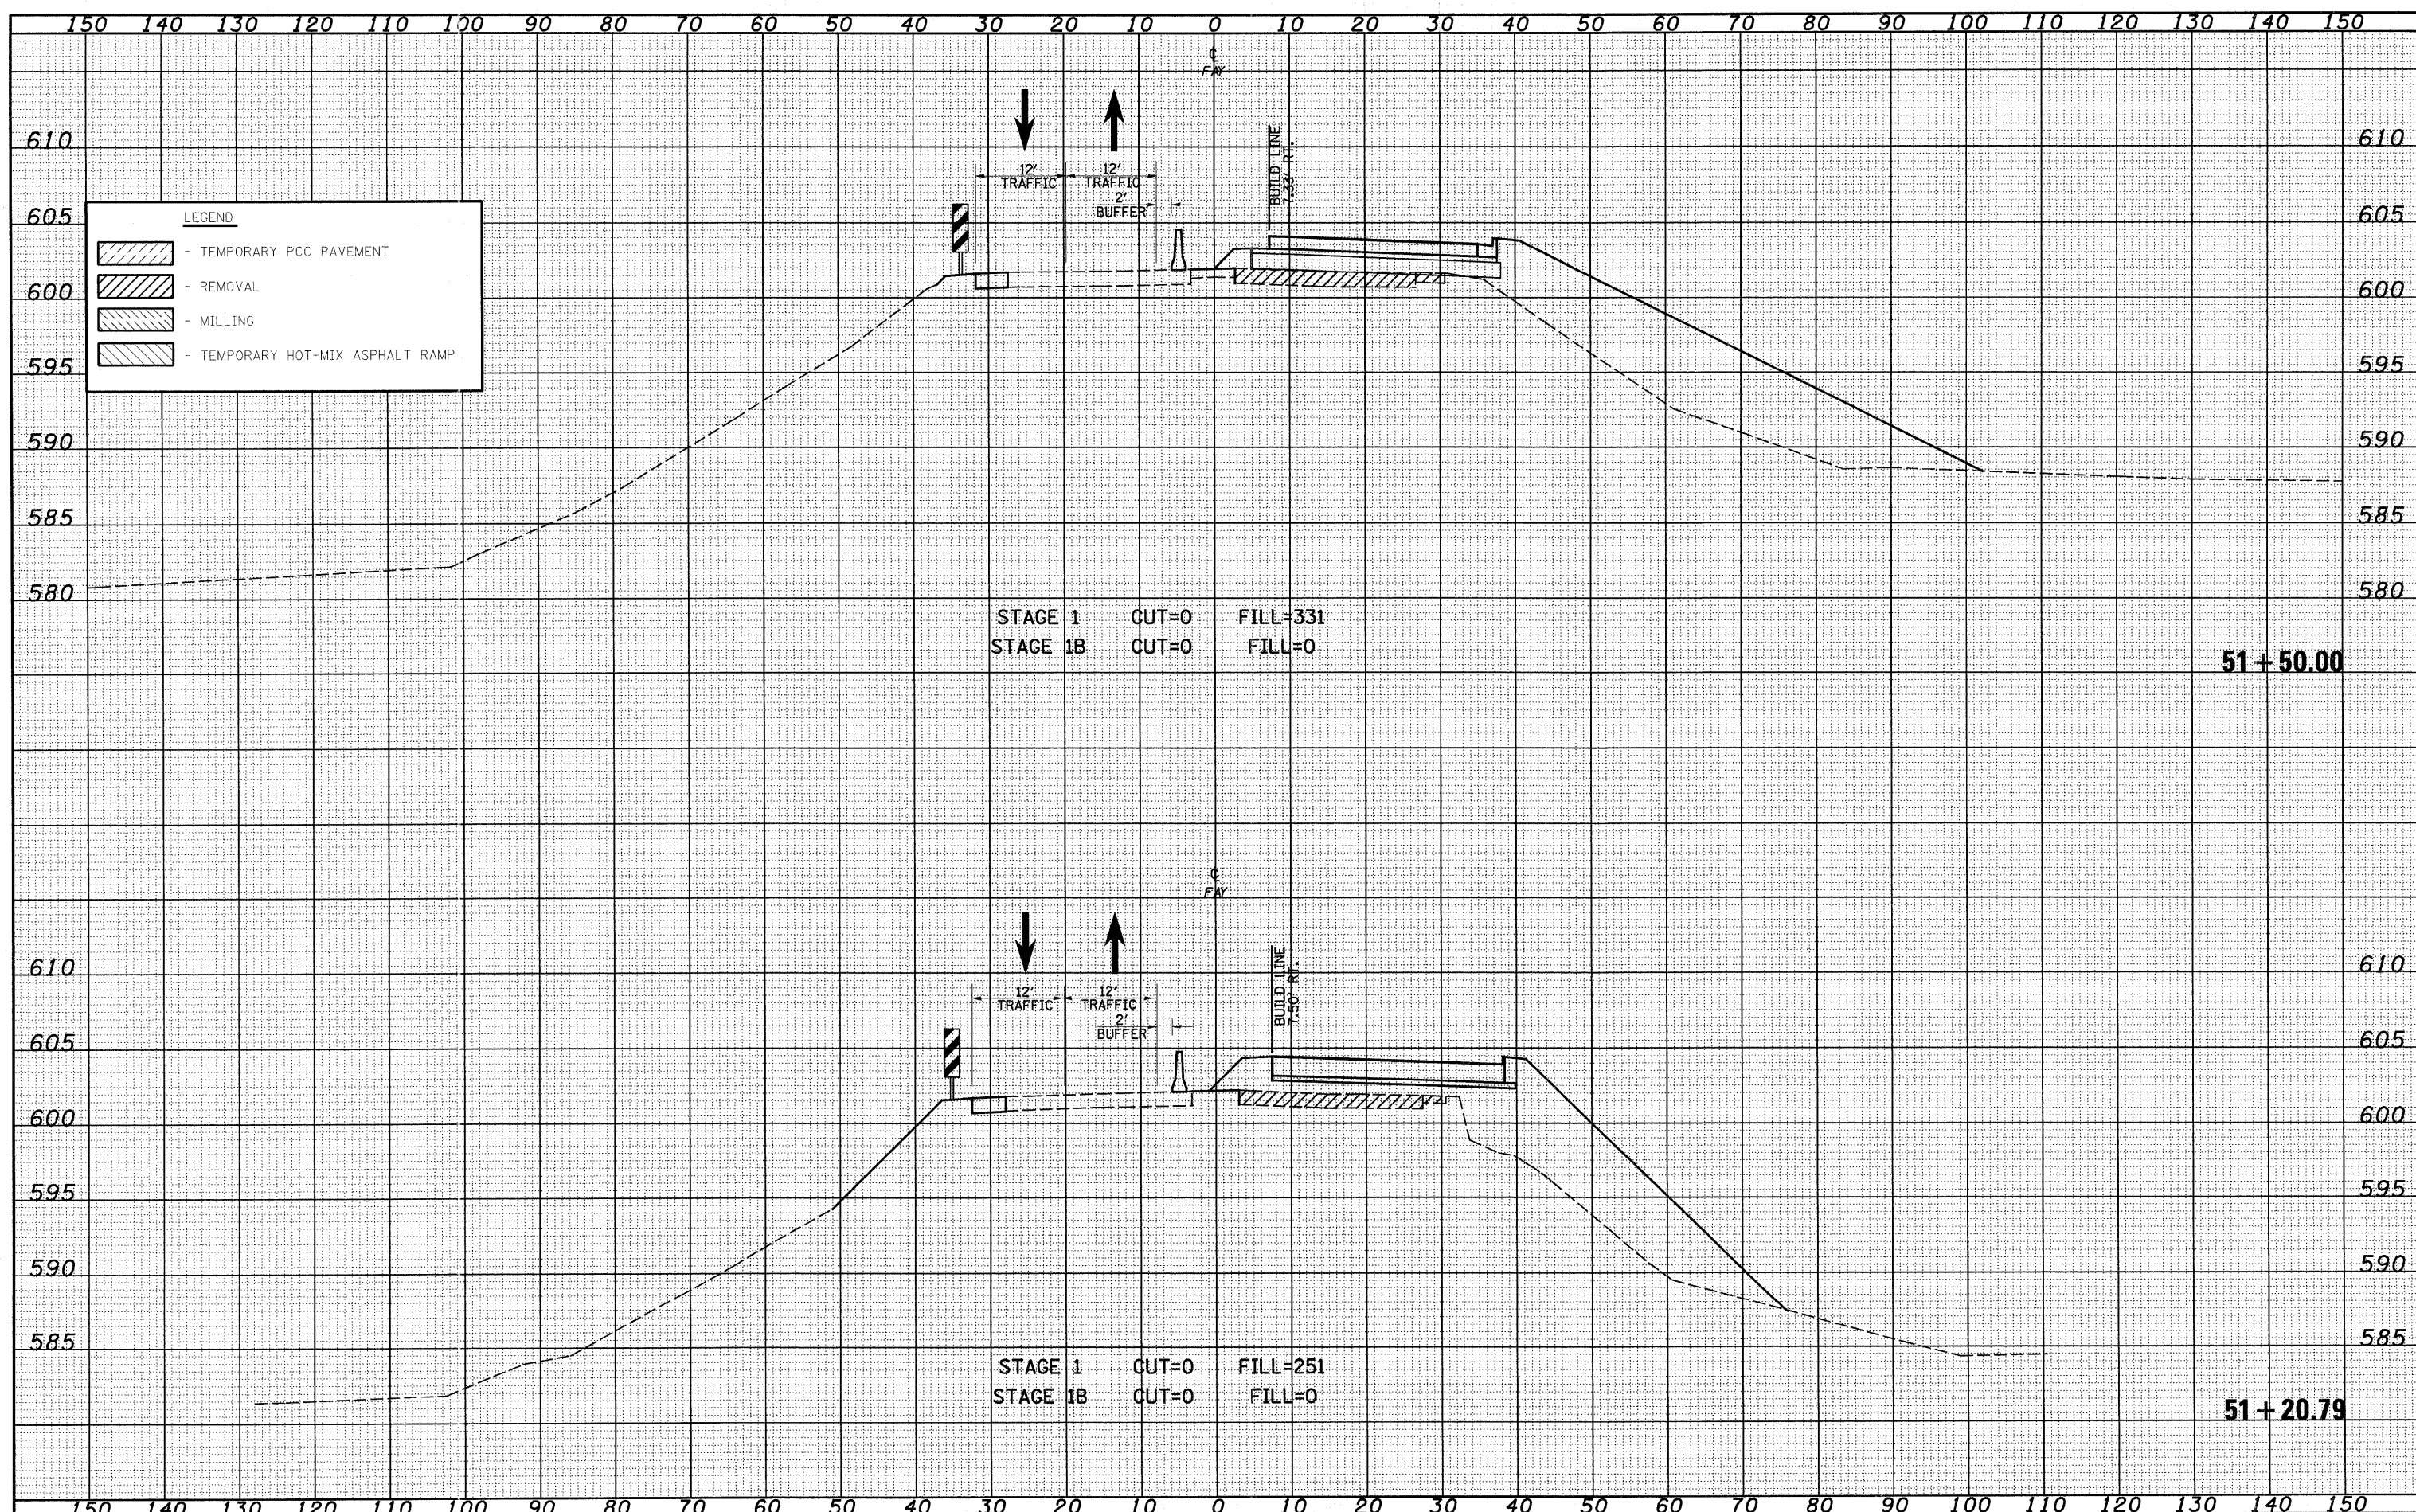 150 140 130 120 110 100 90 80 70 60 50 40 30 20 10 0 10 20 30 40 50 60 70 80 90 100 110 120 130 140 150
℄
FAY
BUILD LINE
7.33' RT.
610 610
12' 12'
TRAFFIC TRAFFIC
2'
BUFFER
605 605
LEGEND
- TEMPORARY PCC PAVEMENT
- REMOVAL
- MILLING
- TEMPORARY HOT-MIX ASPHALT RAMP
600 600
595 595
590 590
585 585
580 580
STAGE 1 CUT=0 FILL=331
STAGE 1B CUT=0 FILL=0
51+50.00
℄
FAY
BUILD LINE
7.50' RT.
610 610
12' 12'
TRAFFIC TRAFFIC
2'
BUFFER
605 605
600 600
595 595
590 590
585 585
STAGE 1 CUT=0 FILL=251
STAGE 1B CUT=0 FILL=0
51+20.79
150 140 130 120 110 100 90 80 70 60 50 40 30 20 10 0 10 20 30 40 50 60 70 80 90 100 110 120 130 140 150